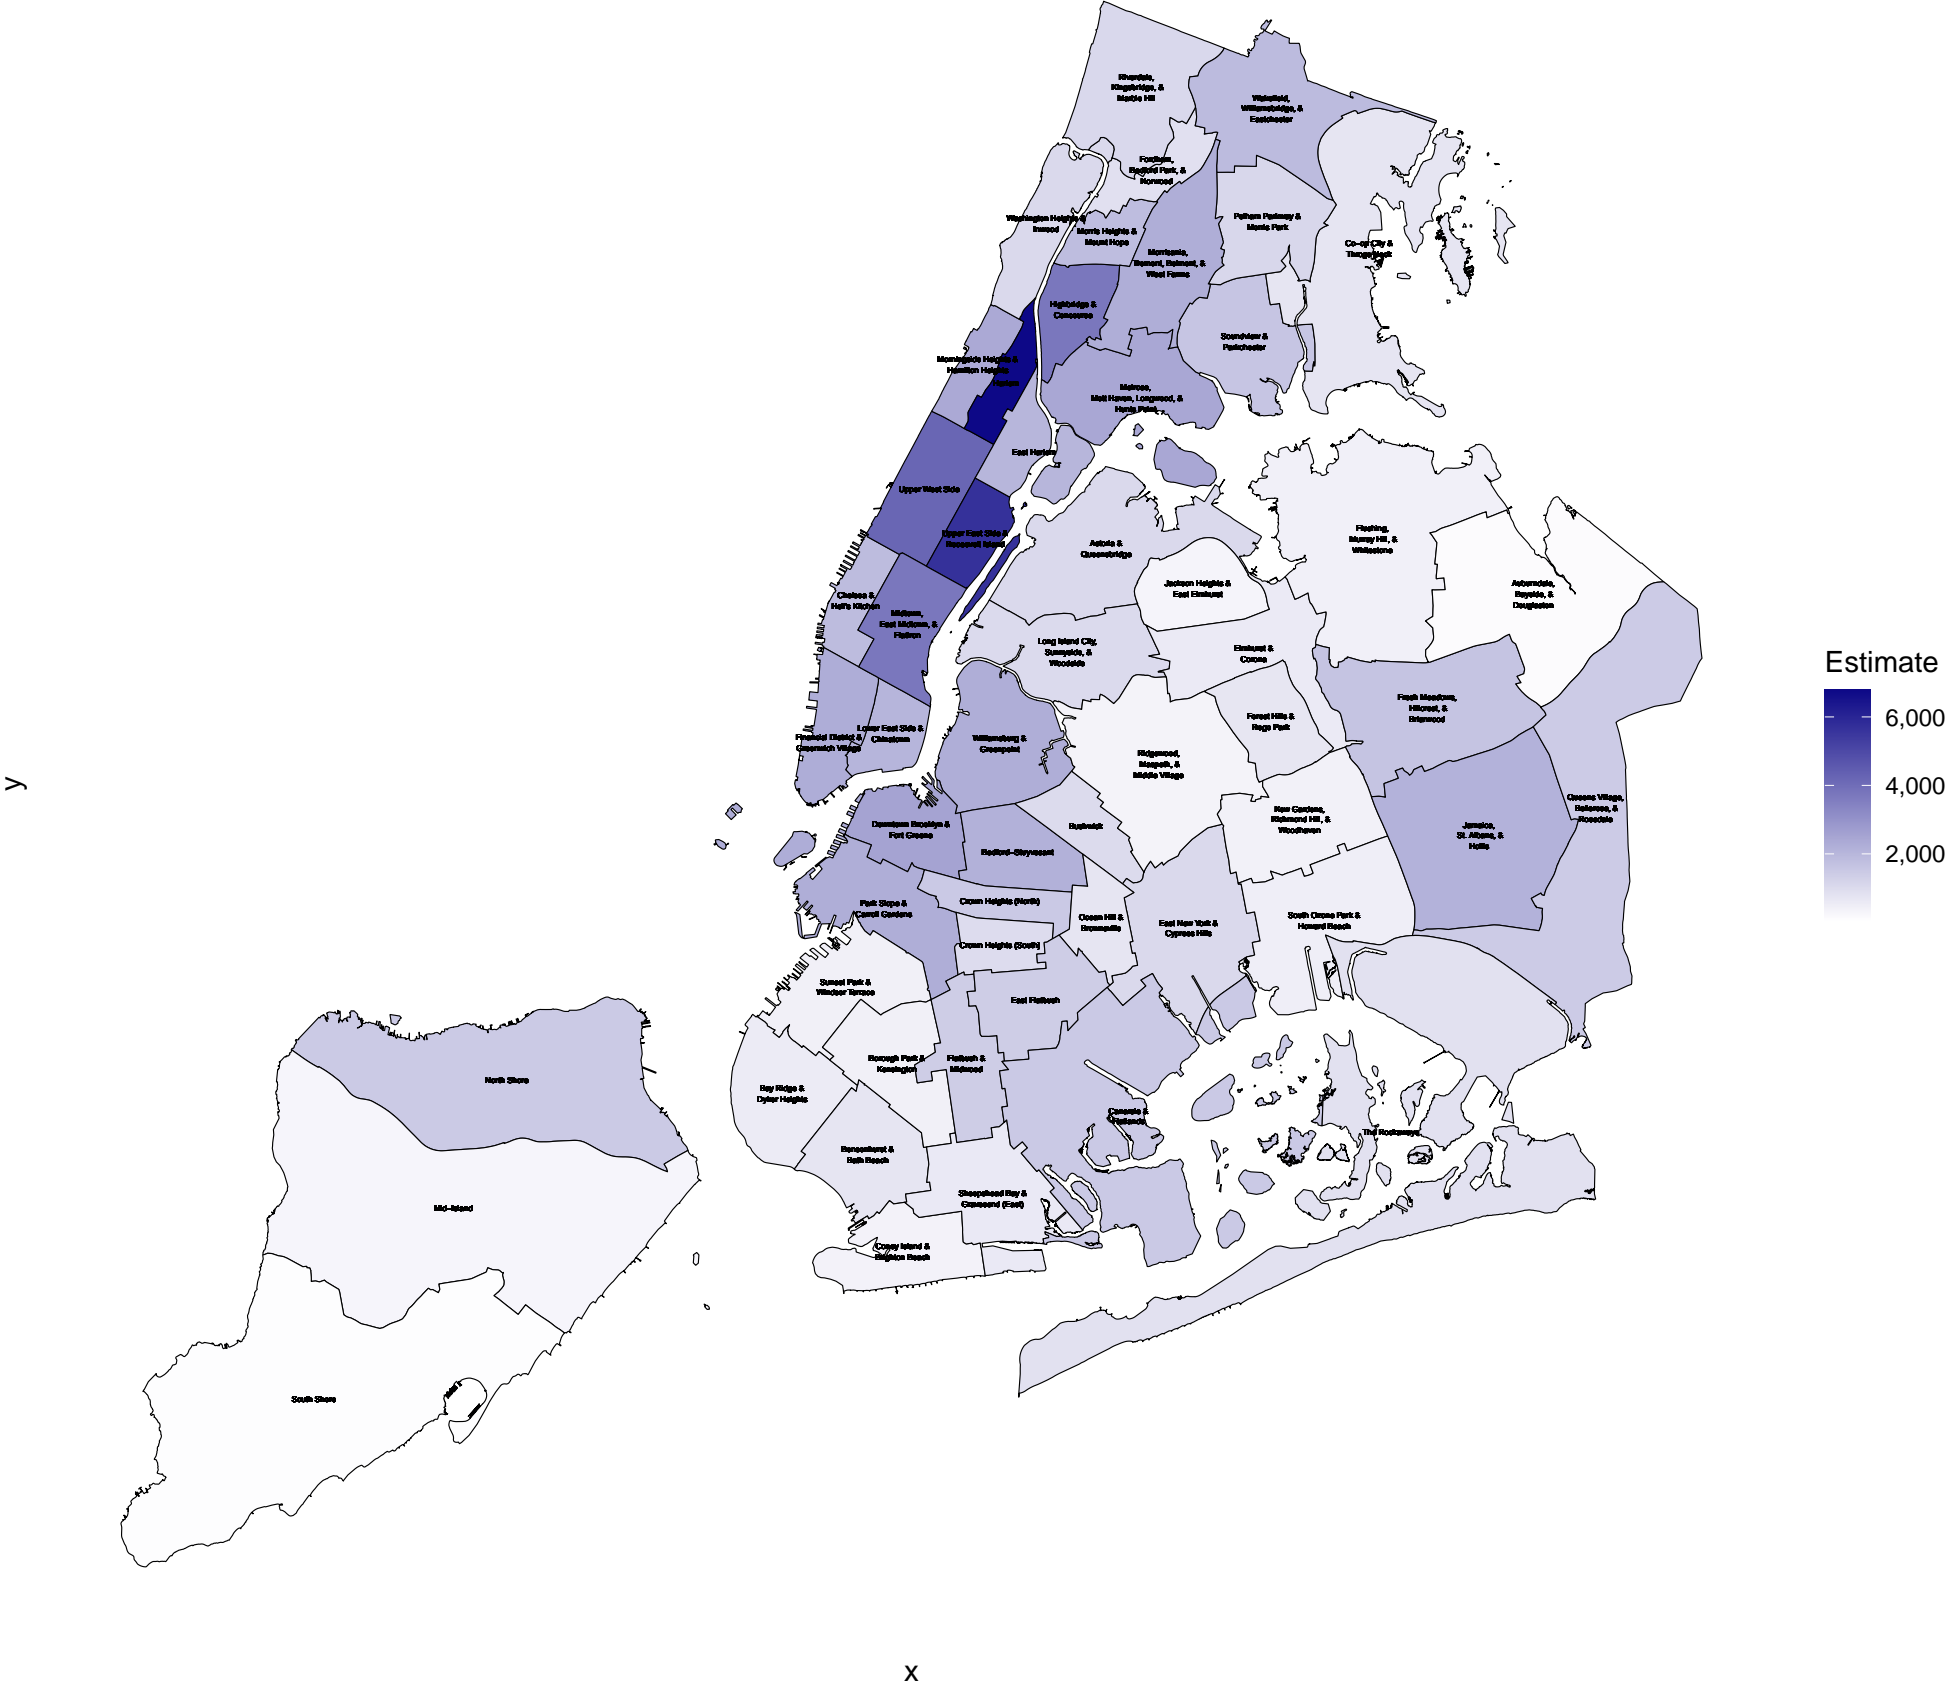 Riverdale,
Kingsbridge, &
Marble Hill
Wakefield,
Williamsbridge, &
Eastchester
Fordham,
Bedford Park, &
Norwood
Washington Heights &
Inwood
Morris Heights &
Mount Hope
Pelham Parkway &
Morris Park
Co-op City &
Throgs Neck
Morrisania,
Tremont, Belmont, &
West Farms
Highbridge &
Concourse
Soundview &
Parkchester
Morningside Heights &
Hamilton Heights
Harlem
Melrose,
Mott Haven, Longwood, &
Hunts Point
East Harlem
Upper West Side
Upper East Side &
Roosevelt Island
Astoria &
Queensbridge
Flushing,
Murray Hill, &
Whitestone
Jackson Heights &
East Elmhurst
Auburndale,
Bayside, &
Douglaston
Chelsea &
Hell's Kitchen
Midtown,
East Midtown, &
Flatiron
Long Island City,
Sunnyside, &
Woodside
Elmhurst &
Corona
Estimate
6,000
4,000
2,000
Fresh Meadows,
Hillcrest, &
Briarwood
Forest Hills &
Rego Park
Financial District &
Greenwich Village
Lower East Side &
Chinatown
Williamsburg &
Greenpoint
Ridgewood,
Maspeth, &
Middle Village
Queens Village,
Bellerose, &
Rosedale
Kew Gardens,
Richmond Hill, &
Woodhaven
Jamaica,
St. Albans, &
Hollis
Downtown Brooklyn &
Fort Greene
Bushwick
Bedford-Stuyvesant
Park Slope &
Carroll Gardens
Crown Heights (North)
Ocean Hill &
Brownsville
East New York &
Cypress Hills
South Ozone Park &
Howard Beach
Crown Heights (South)
Sunset Park &
Windsor Terrace
East Flatbush
Borough Park &
Kensington
Flatbush &
Midwood
Bay Ridge &
Dyker Heights
Canarsie &
Flatlands
The Rockaways
Bensonhurst &
Bath Beach
Sheepshead Bay &
Gravesend (East)
Coney Island &
Brighton Beach
North Shore
Mid-Island
South Shore
y
x